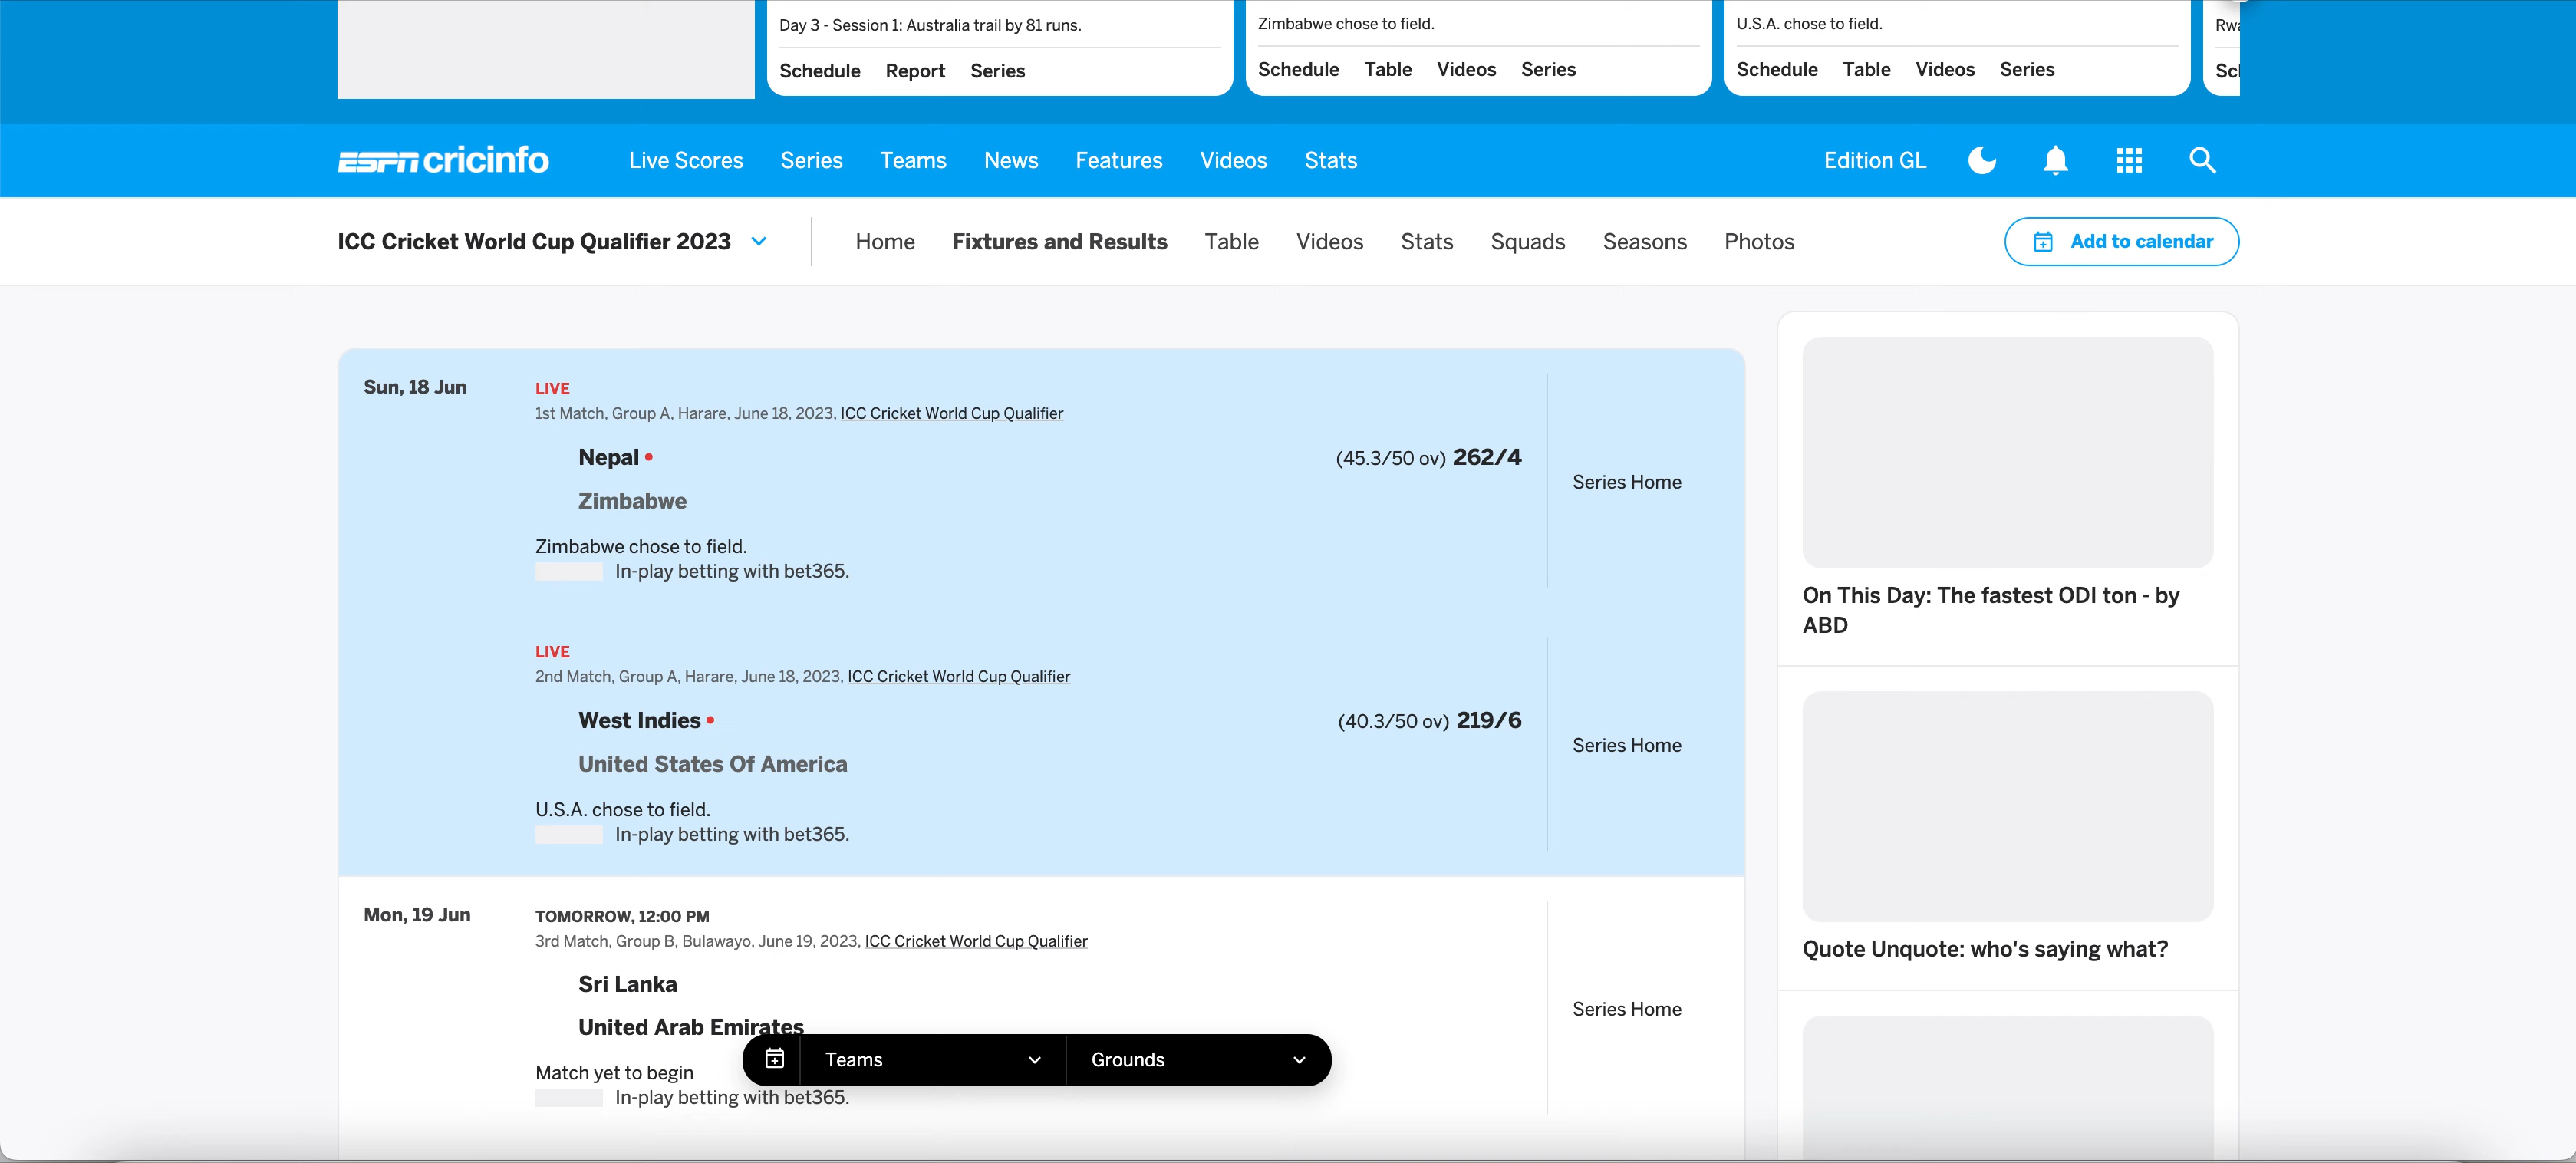 Day 3 - Session 1: Australia trail by 81 runs.
Schedule Report Series
Zimbabwe chose to field.
Schedule Table Videos Series
U.S.A. chose to field.
Schedule Table Videos Series
ESPN cricinfo Live Scores Series Teams News Features Videos Stats Edition GL
ICC Cricket World Cup Qualifier 2023 Home Fixtures and Results Table Videos Stats Squads Seasons Photos Add to calendar
Sun, 18 Jun
LIVE
1st Match, Group A, Harare, June 18, 2023, ICC Cricket World Cup Qualifier
Nepal (45.3/50 ov) 262/4
Zimbabwe
Zimbabwe chose to field.
In-play betting with bet365.
Series Home
LIVE
2nd Match, Group A, Harare, June 18, 2023, ICC Cricket World Cup Qualifier
West Indies (40.3/50 ov) 219/6
United States Of America
U.S.A. chose to field.
In-play betting with bet365.
Series Home
Mon, 19 Jun
TOMORROW, 12:00 PM
3rd Match, Group B, Bulawayo, June 19, 2023, ICC Cricket World Cup Qualifier
Sri Lanka
United Arab Emirates
Match yet to begin
In-play betting with bet365.
Series Home
Teams Grounds
On This Day: The fastest ODI ton - by
ABD
Quote Unquote: who's saying what?